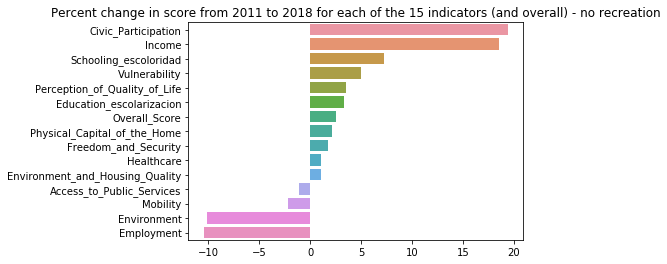 Percent change in score from 2011 to 2018 for each of the 15 indicators (and overall) - no recreation
Civic_Participation
Income
Schooling_escoloridad
Vulnerability
Perception_of_Quality_of_Life
Education_escolarizacion
Overall_Score
Physical_Capital_of_the_Home
Freedom_and_Security
Healthcare
Environment_and_Housing_Quality
Access_to_Public_Services
Mobility
Environment
Employment
−10 −5 0 5 10 15 20